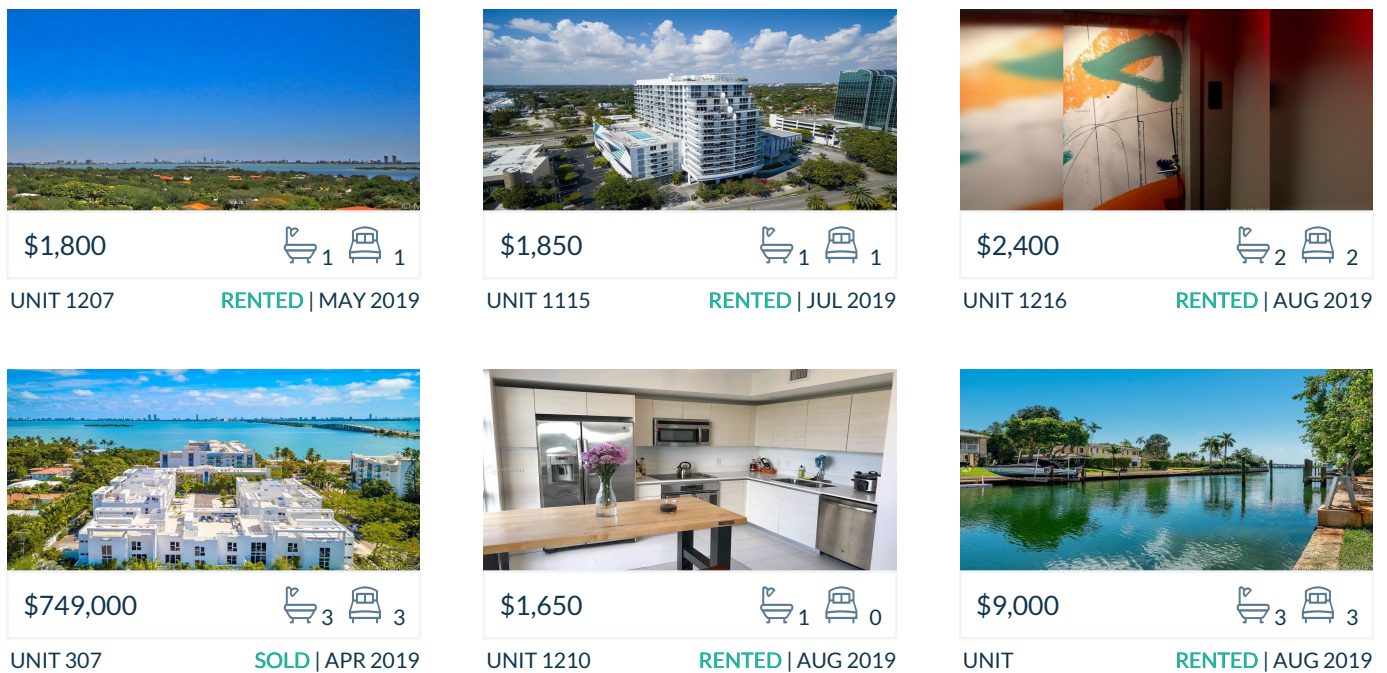 $1,800 1 1
UNIT 1207 RENTED | MAY 2019
$1,850 1 1
UNIT 1115 RENTED | JUL 2019
$2,400 2 2
UNIT 1216 RENTED | AUG 2019
$749,000 3 3
UNIT 307 SOLD | APR 2019
$1,650 1 0
UNIT 1210 RENTED | AUG 2019
$9,000 3 3
UNIT RENTED | AUG 2019